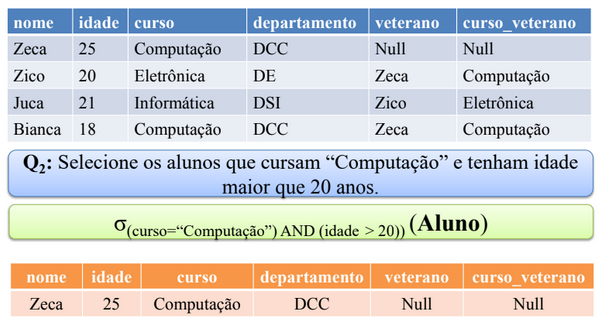 nome idade curso departamento veterano curso_veterano
Zeca 25 Computação DCC Null Null
Zico 20 Eletrônica DE Zeca Computação
Juca 21 Informática DSI Zico Eletrônica
Bianca 18 Computação DCC Zeca Computação
Q2: Selecione os alunos que cursam “Computação” e tenham idade
maior que 20 anos.
σ(curso=“Computação”) AND (idade > 20)) (Aluno)
nome idade curso departamento veterano curso_veterano
Zeca 25 Computação DCC Null Null